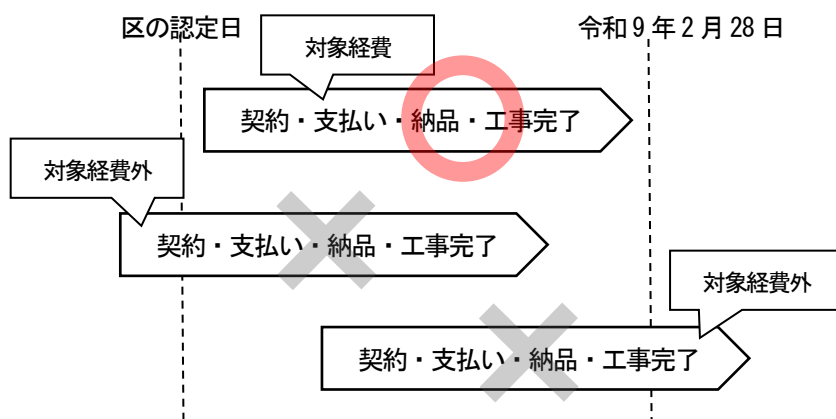 区の認定日
令和9年2月28日
対象経費
契約・支払い・納品・工事完了
対象経費外
契約・支払い・納品・工事完了
対象経費外
契約・支払い・納品・工事完了